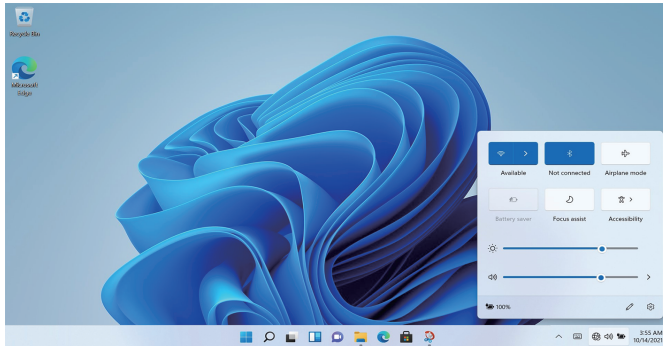 Recycle Bin
Microsoft
Edge
Available
Not connected
Airplane mode
Battery saver
Focus assist
Accessibility
100%
3:55 AM
10/14/2021